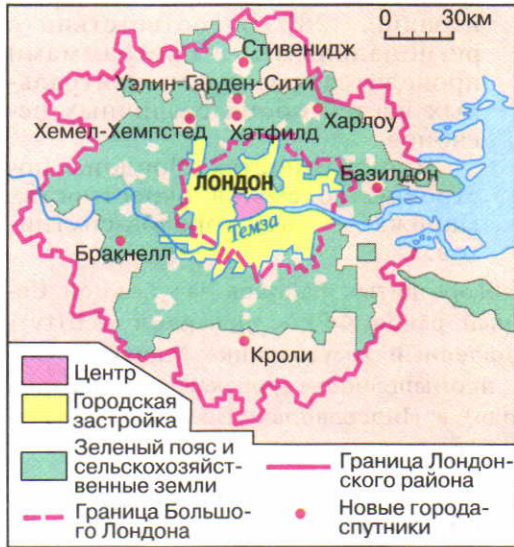 0 30км
Стивенидж
Уэлин-Гарден-Сити
Хемел-Хемпстед
Хатфилд
Харлоу
ЛОНДОН
Базилдон
Темза
Бракнелл
Кроли
Центр
Городская
застройка
Зеленый пояс и
сельскохозяйст-
венные земли
Граница Большо-
го Лондона
Граница Лондон-
ского района
Новые города-
спутники